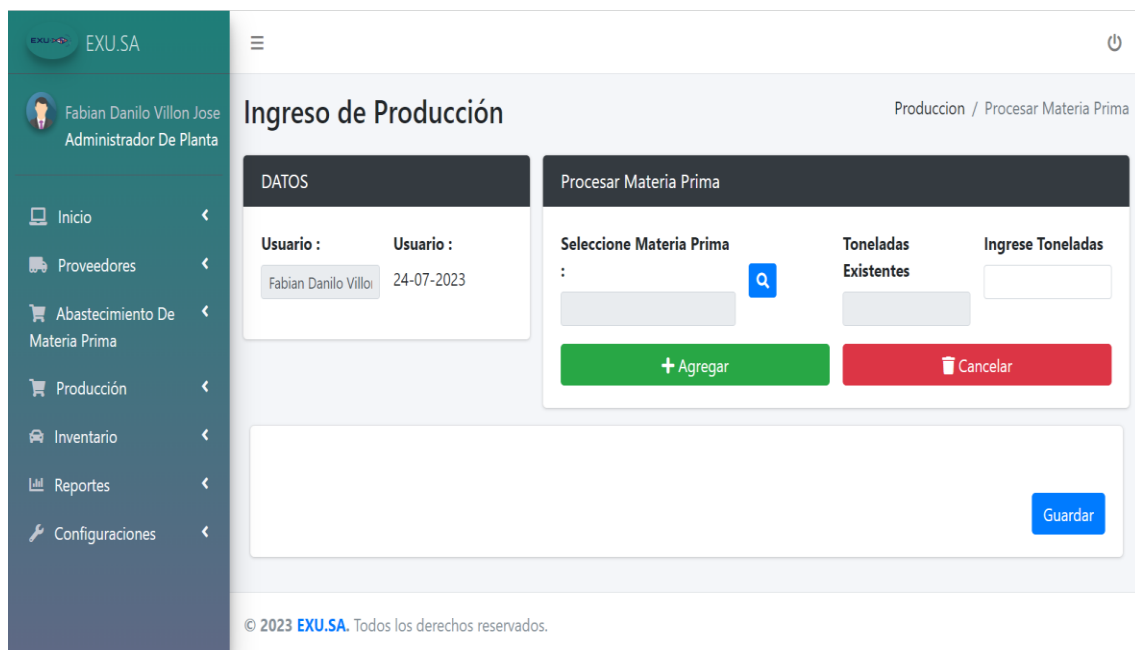 EXU.SA EXU.SA
Fabian Danilo Villon Jose
Administrador De Planta
Inicio
Proveedores
Abastecimiento De
Materia Prima
Producción
Inventario
Reportes
Configuraciones
Ingreso de Producción
Produccion / Procesar Materia Prima
DATOS
Usuario :
Fabian Danilo Villo
Usuario :
24-07-2023
Procesar Materia Prima
Seleccione Materia Prima
:
Toneladas
Existentes
Ingrese Toneladas
Agregar
Cancelar
Guardar
© 2023 EXU.SA. Todos los derechos reservados.